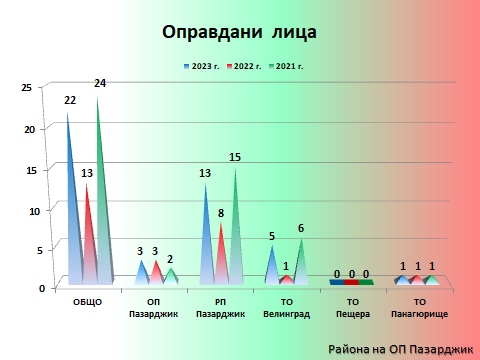 Оправдани лица
2023 г. 2022 г. 2021 г.
25
20
15
10
5
0
22 13 24
3 3 2
13 8 15
5 1 6
0 0 0
1 1 1
ОБЩО
ОП
Пазарджик
РП
Пазарджик
ТО
Велинград
ТО
Пещера
ТО
Панагюрище
Района на ОП Пазарджик